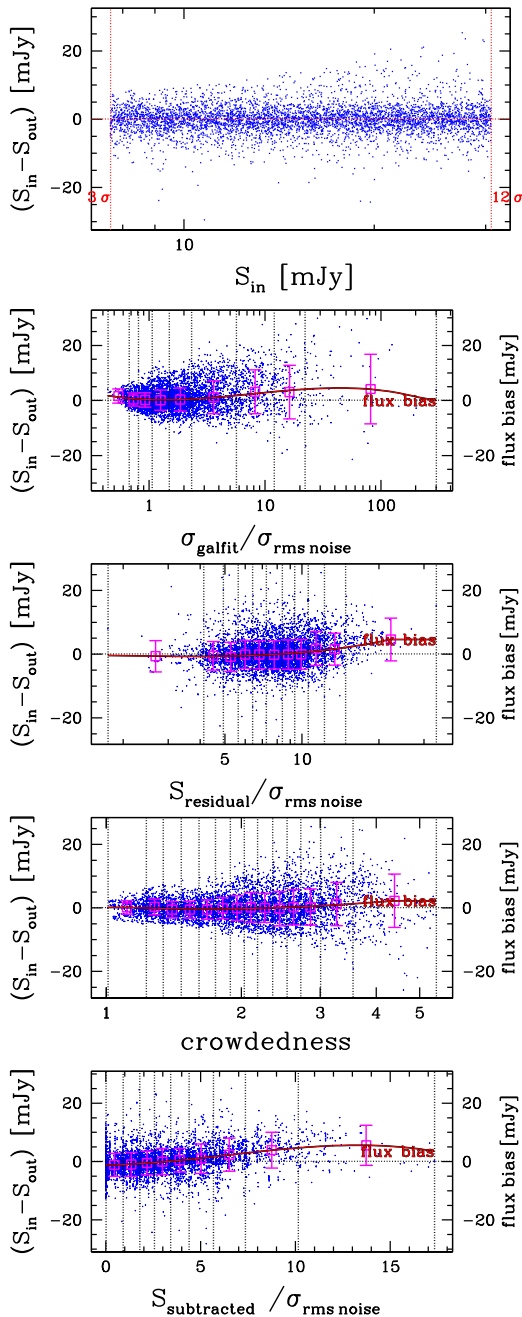 20
0
−20
(S_in−S_out) [mJy]
3 σ
12 σ
10
S_in [mJy]
20
0
−20
20
0
−20
(S_in−S_out) [mJy]
flux bias
flux bias [mJy]
1 10 100
σ_galfit/σ_rms noise
20
0
−20
20
0
−20
(S_in−S_out) [mJy]
flux bias
flux bias [mJy]
5 10
S_residual/σ_rms noise
20
0
−20
20
0
−20
(S_in−S_out) [mJy]
flux bias
flux bias [mJy]
1 2 3 4 5
crowdedness
20
0
−20
20
0
−20
(S_in−S_out) [mJy]
flux bias
flux bias [mJy]
0 5 10 15
S_subtracted /σ_rms noise